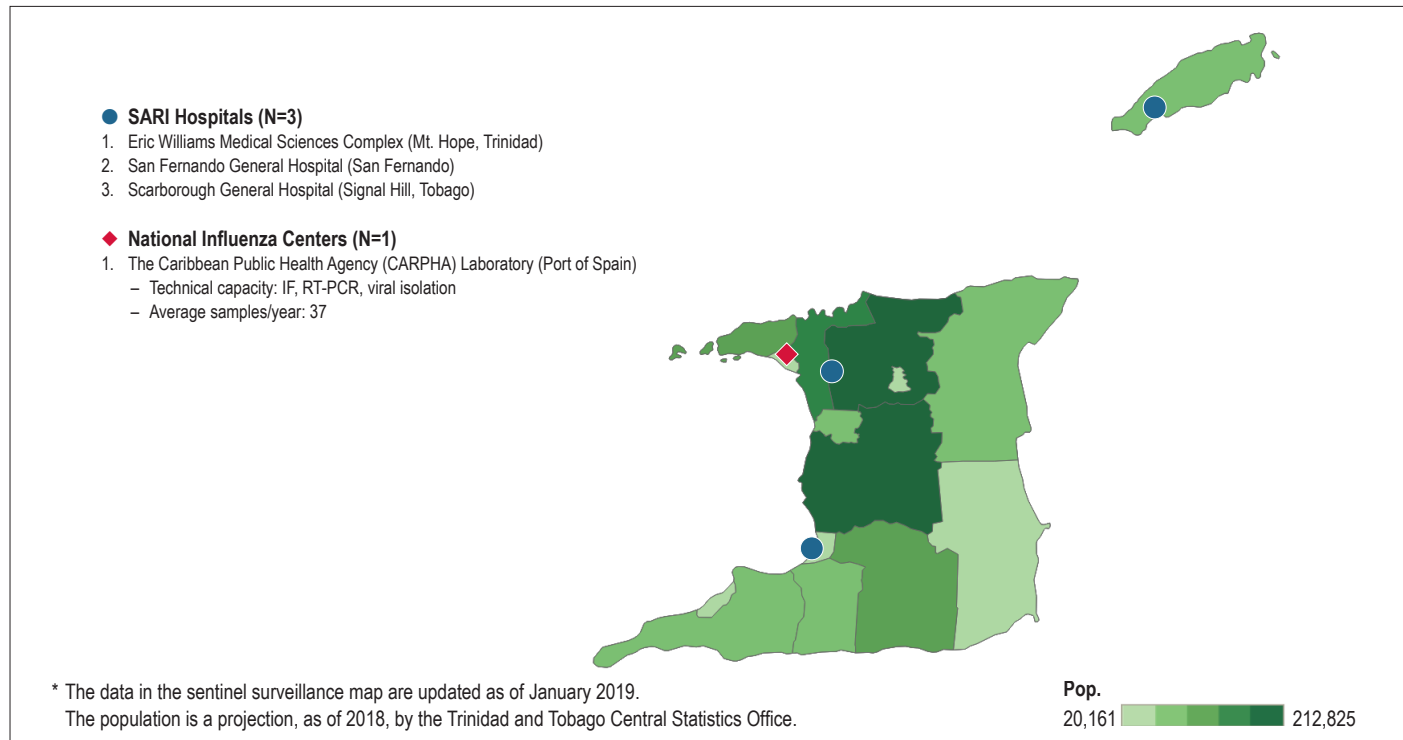 SARI Hospitals (N=3)
1. Eric Williams Medical Sciences Complex (Mt. Hope, Trinidad)
2. San Fernando General Hospital (San Fernando)
3. Scarborough General Hospital (Signal Hill, Tobago)
National Influenza Centers (N=1)
1. The Caribbean Public Health Agency (CARPHA) Laboratory (Port of Spain)
– Technical capacity: IF, RT-PCR, viral isolation
– Average samples/year: 37
* The data in the sentinel surveillance map are updated as of January 2019.
The population is a projection, as of 2018, by the Trinidad and Tobago Central Statistics Office.
Pop.
20,161 212,825